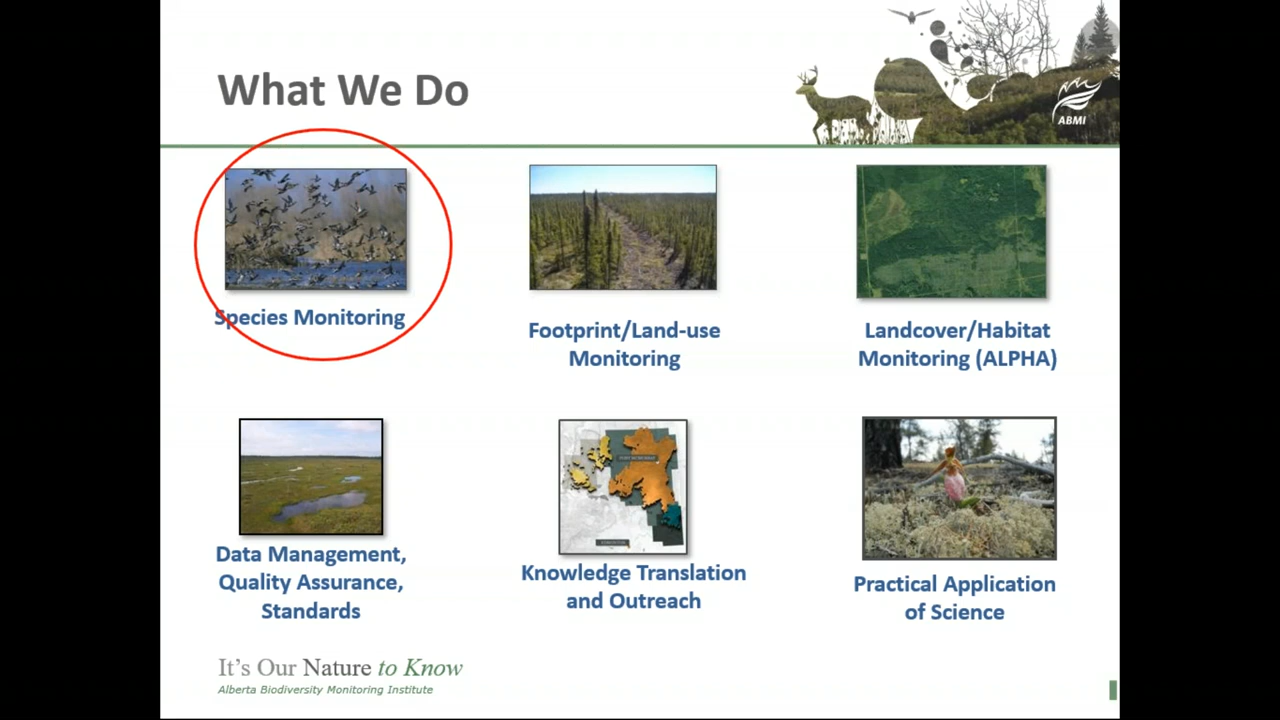 What We Do
ABMI
Species Monitoring
Footprint/Land-use
Monitoring
Landcover/Habitat
Monitoring (ALPHA)
Data Management,
Quality Assurance,
Standards
Knowledge Translation
and Outreach
Practical Application
of Science
It's Our Nature to Know
Alberta Biodiversity Monitoring Institute